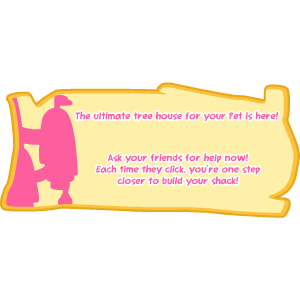 The ultimate tree house for your Pet is here!
Ask your friends for help now!
Each time they click, you're one step
closer to build your shack!